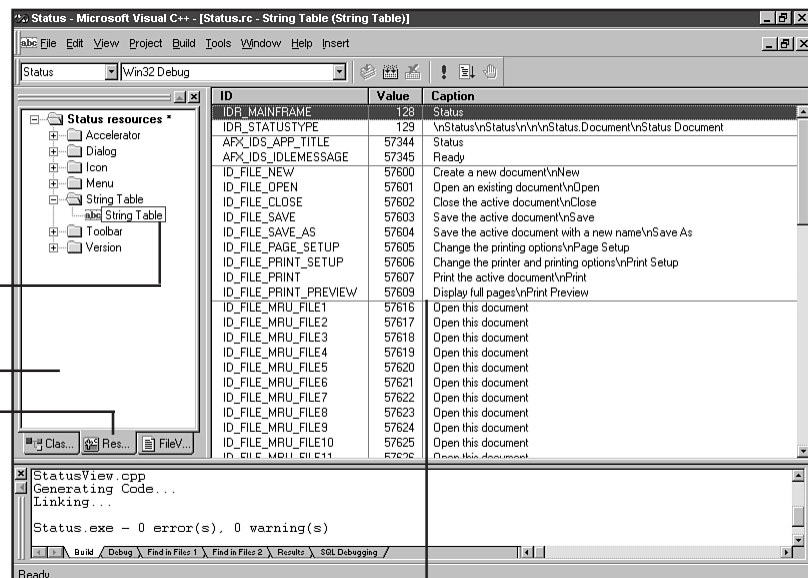 Status - Microsoft Visual C++ - [Status.rc - String Table (String Table)]
abc File Edit View Project Build Tools Window Help Insert
Status Win32 Debug
Status resources *
Accelerator
Dialog
Icon
Menu
String Table
abc String Table
Toolbar
Version
Clas... Res... FileV...
ID Value Caption
IDR_MAINFRAME 128 Status
IDR_STATUSTYPE 129 \nStatus\nStatus\n\n\nStatus.Document\nStatus Document
AFX_IDS_APP_TITLE 57344 Status
AFX_IDS_IDLEMESSAGE 57345 Ready
ID_FILE_NEW 57600 Create a new document\nNew
ID_FILE_OPEN 57601 Open an existing document\nOpen
ID_FILE_CLOSE 57602 Close the active document\nClose
ID_FILE_SAVE 57603 Save the active document\nSave
ID_FILE_SAVE_AS 57604 Save the active document with a new name\nSave As
ID_FILE_PAGE_SETUP 57605 Change the printing options\nPage Setup
ID_FILE_PRINT_SETUP 57606 Change the printer and printing options\nPrint Setup
ID_FILE_PRINT 57607 Print the active document\nPrint
ID_FILE_PRINT_PREVIEW 57609 Display full pages\nPrint Preview
ID_FILE_MRU_FILE1 57616 Open this document
ID_FILE_MRU_FILE2 57617 Open this document
ID_FILE_MRU_FILE3 57618 Open this document
ID_FILE_MRU_FILE4 57619 Open this document
ID_FILE_MRU_FILE5 57620 Open this document
ID_FILE_MRU_FILE6 57621 Open this document
ID_FILE_MRU_FILE7 57622 Open this document
ID_FILE_MRU_FILE8 57623 Open this document
ID_FILE_MRU_FILE9 57624 Open this document
ID_FILE_MRU_FILE10 57625 Open this document
ID_FILE_MRU_FILE11 57626 Open this document
StatusView.cpp
Generating Code...
Linking...
Status.exe - 0 error(s), 0 warning(s)
Build Debug Find in Files 1 Find in Files 2 Results SQL Debugging
Ready